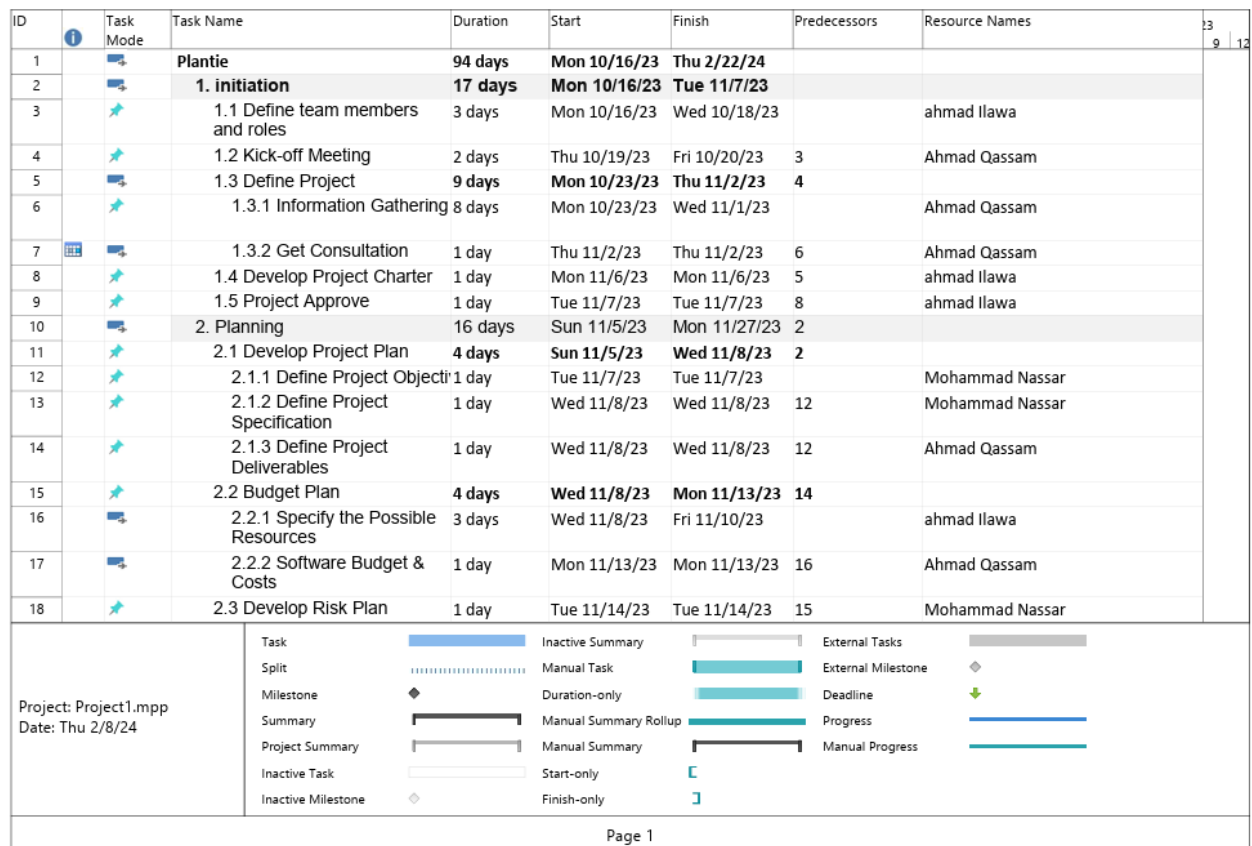 ID Task Mode Task Name Duration Start Finish Predecessors Resource Names 23 9 12
1 Plantie 94 days Mon 10/16/23 Thu 2/22/24
2 1. initiation 17 days Mon 10/16/23 Tue 11/7/23
3 1.1 Define team members and roles 3 days Mon 10/16/23 Wed 10/18/23 ahmad Ilawa
4 1.2 Kick-off Meeting 2 days Thu 10/19/23 Fri 10/20/23 3 Ahmad Qassam
5 1.3 Define Project 9 days Mon 10/23/23 Thu 11/2/23 4
6 1.3.1 Information Gathering 8 days Mon 10/23/23 Wed 11/1/23 Ahmad Qassam
7 1.3.2 Get Consultation 1 day Thu 11/2/23 Thu 11/2/23 6 Ahmad Qassam
8 1.4 Develop Project Charter 1 day Mon 11/6/23 Mon 11/6/23 5 ahmad Ilawa
9 1.5 Project Approve 1 day Tue 11/7/23 Tue 11/7/23 8 ahmad Ilawa
10 2. Planning 16 days Sun 11/5/23 Mon 11/27/23 2
11 2.1 Develop Project Plan 4 days Sun 11/5/23 Wed 11/8/23 2
12 2.1.1 Define Project Objecti 1 day Tue 11/7/23 Tue 11/7/23 Mohammad Nassar
13 2.1.2 Define Project Specification 1 day Wed 11/8/23 Wed 11/8/23 12 Mohammad Nassar
14 2.1.3 Define Project Deliverables 1 day Wed 11/8/23 Wed 11/8/23 12 Ahmad Qassam
15 2.2 Budget Plan 4 days Wed 11/8/23 Mon 11/13/23 14
16 2.2.1 Specify the Possible Resources 3 days Wed 11/8/23 Fri 11/10/23 ahmad Ilawa
17 2.2.2 Software Budget & Costs 1 day Mon 11/13/23 Mon 11/13/23 16 Ahmad Qassam
18 2.3 Develop Risk Plan 1 day Tue 11/14/23 Tue 11/14/23 15 Mohammad Nassar
Project: Project1.mpp
Date: Thu 2/8/24
Task Inactive Summary External Tasks
Split Manual Task External Milestone
Milestone Duration-only Deadline
Summary Manual Summary Rollup Progress
Project Summary Manual Summary Manual Progress
Inactive Task Start-only
Inactive Milestone Finish-only
Page 1